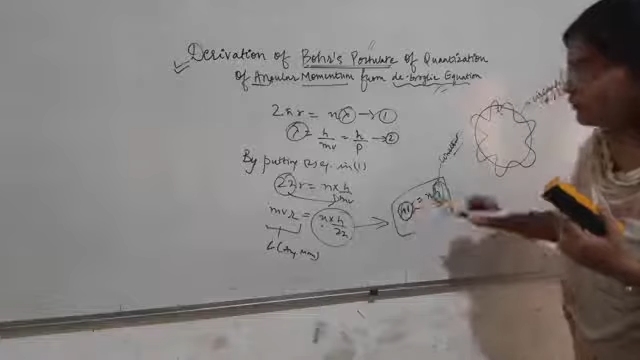 Derivation of Bohr's Postulate of Quantization
of Angular Momentum from de-broglie Equation
2πr = nλ → 1
λ = h/mv = h/p → 2
By putting (2) eq. in (1)
2πr = n × h/mv
mvr = n × h/2π
L (Ang mom)